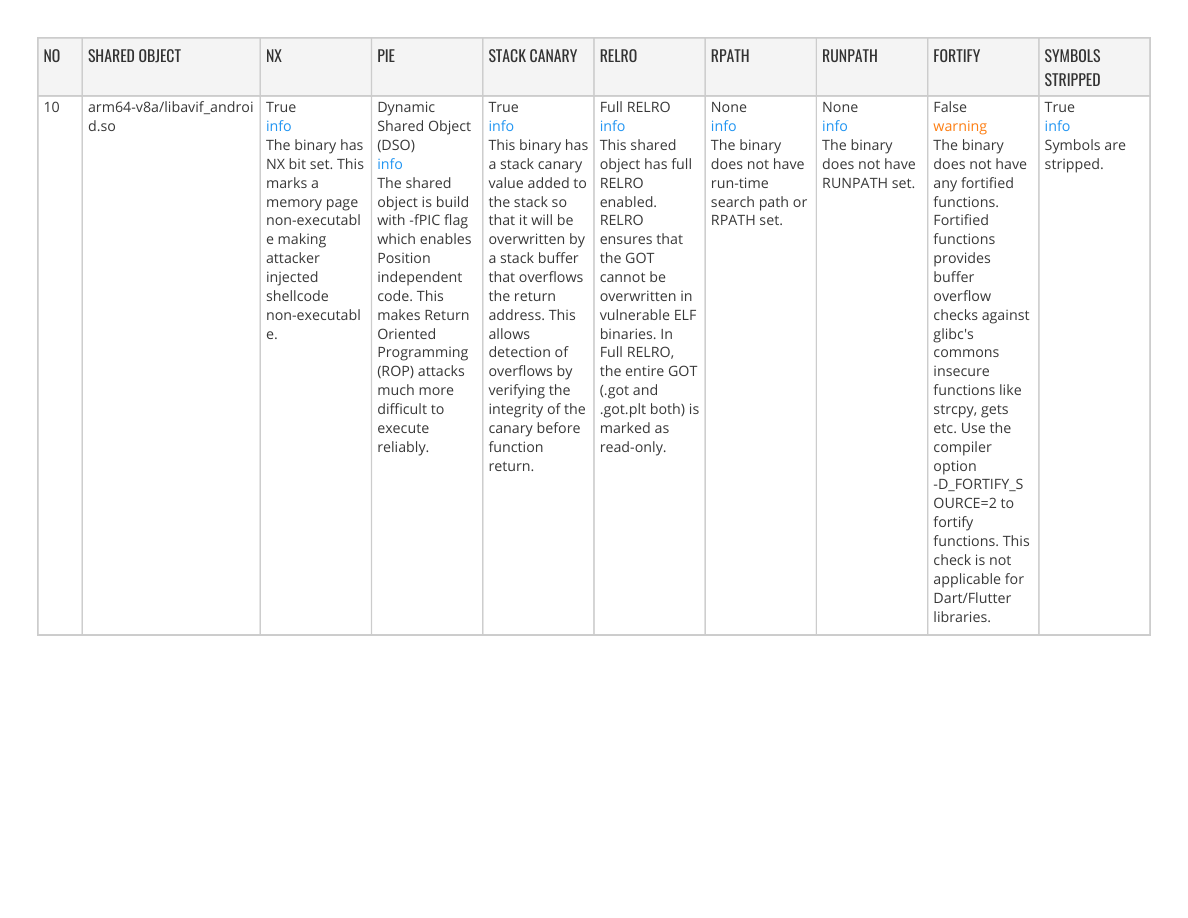 NO
SHARED OBJECT
NX
PIE
STACK CANARY
RELRO
RPATH
RUNPATH
FORTIFY
SYMBOLS
STRIPPED
10
arm64-v8a/libavif_androi
d.so
True
info
The binary has
NX bit set. This
marks a
memory page
non-executabl
e making
attacker
injected
shellcode
non-executabl
e.
Dynamic
Shared Object
(DSO)
info
The shared
object is build
with -fPIC flag
which enables
Position
independent
code. This
makes Return
Oriented
Programming
(ROP) attacks
much more
difficult to
execute
reliably.
True
info
This binary has
a stack canary
value added to
the stack so
that it will be
overwritten by
a stack buffer
that overflows
the return
address. This
allows
detection of
overflows by
verifying the
integrity of the
canary before
function
return.
Full RELRO
info
This shared
object has full
RELRO
enabled.
RELRO
ensures that
the GOT
cannot be
overwritten in
vulnerable ELF
binaries. In
Full RELRO,
the entire GOT
(.got and
.got.plt both) is
marked as
read-only.
None
info
The binary
does not have
run-time
search path or
RPATH set.
None
info
The binary
does not have
RUNPATH set.
False
warning
The binary
does not have
any fortified
functions.
Fortified
functions
provides
buffer
overflow
checks against
glibc's
commons
insecure
functions like
strcpy, gets
etc. Use the
compiler
option
-D_FORTIFY_S
OURCE=2 to
fortify
functions. This
check is not
applicable for
Dart/Flutter
libraries.
True
info
Symbols are
stripped.